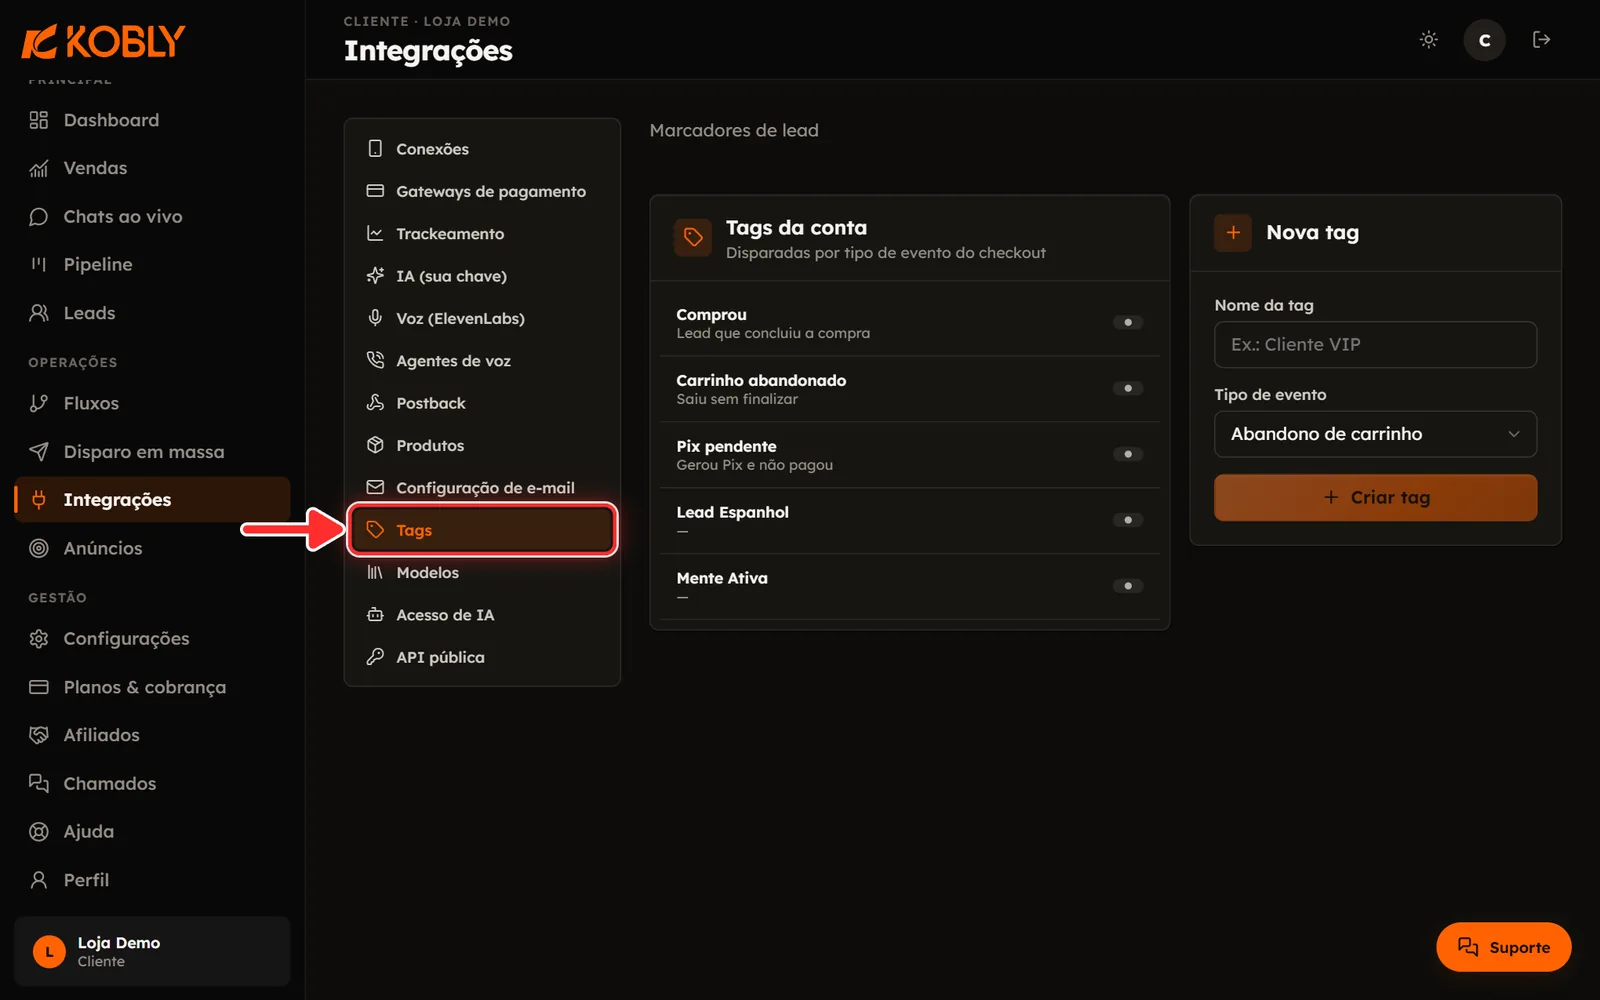 KOBLY
PRINCIPAL
Dashboard
Vendas
Chats ao vivo
Pipeline
Leads
OPERAÇÕES
Fluxos
Disparo em massa
Integrações
Anúncios
GESTÃO
Configurações
Planos & cobrança
Afiliados
Chamados
Ajuda
Perfil
L
Loja Demo
Cliente
CLIENTE · LOJA DEMO
Integrações
C
Conexões
Gateways de pagamento
Trackeamento
IA (sua chave)
Voz (ElevenLabs)
Agentes de voz
Postback
Produtos
Configuração de e-mail
Tags
Modelos
Acesso de IA
API pública
Marcadores de lead
Tags da conta
Disparadas por tipo de evento do checkout
Comprou
Lead que concluiu a compra
Carrinho abandonado
Saiu sem finalizar
Pix pendente
Gerou Pix e não pagou
Lead Espanhol
—
Mente Ativa
—
Nova tag
Nome da tag
Ex.: Cliente VIP
Tipo de evento
Abandono de carrinho
+ Criar tag
Suporte